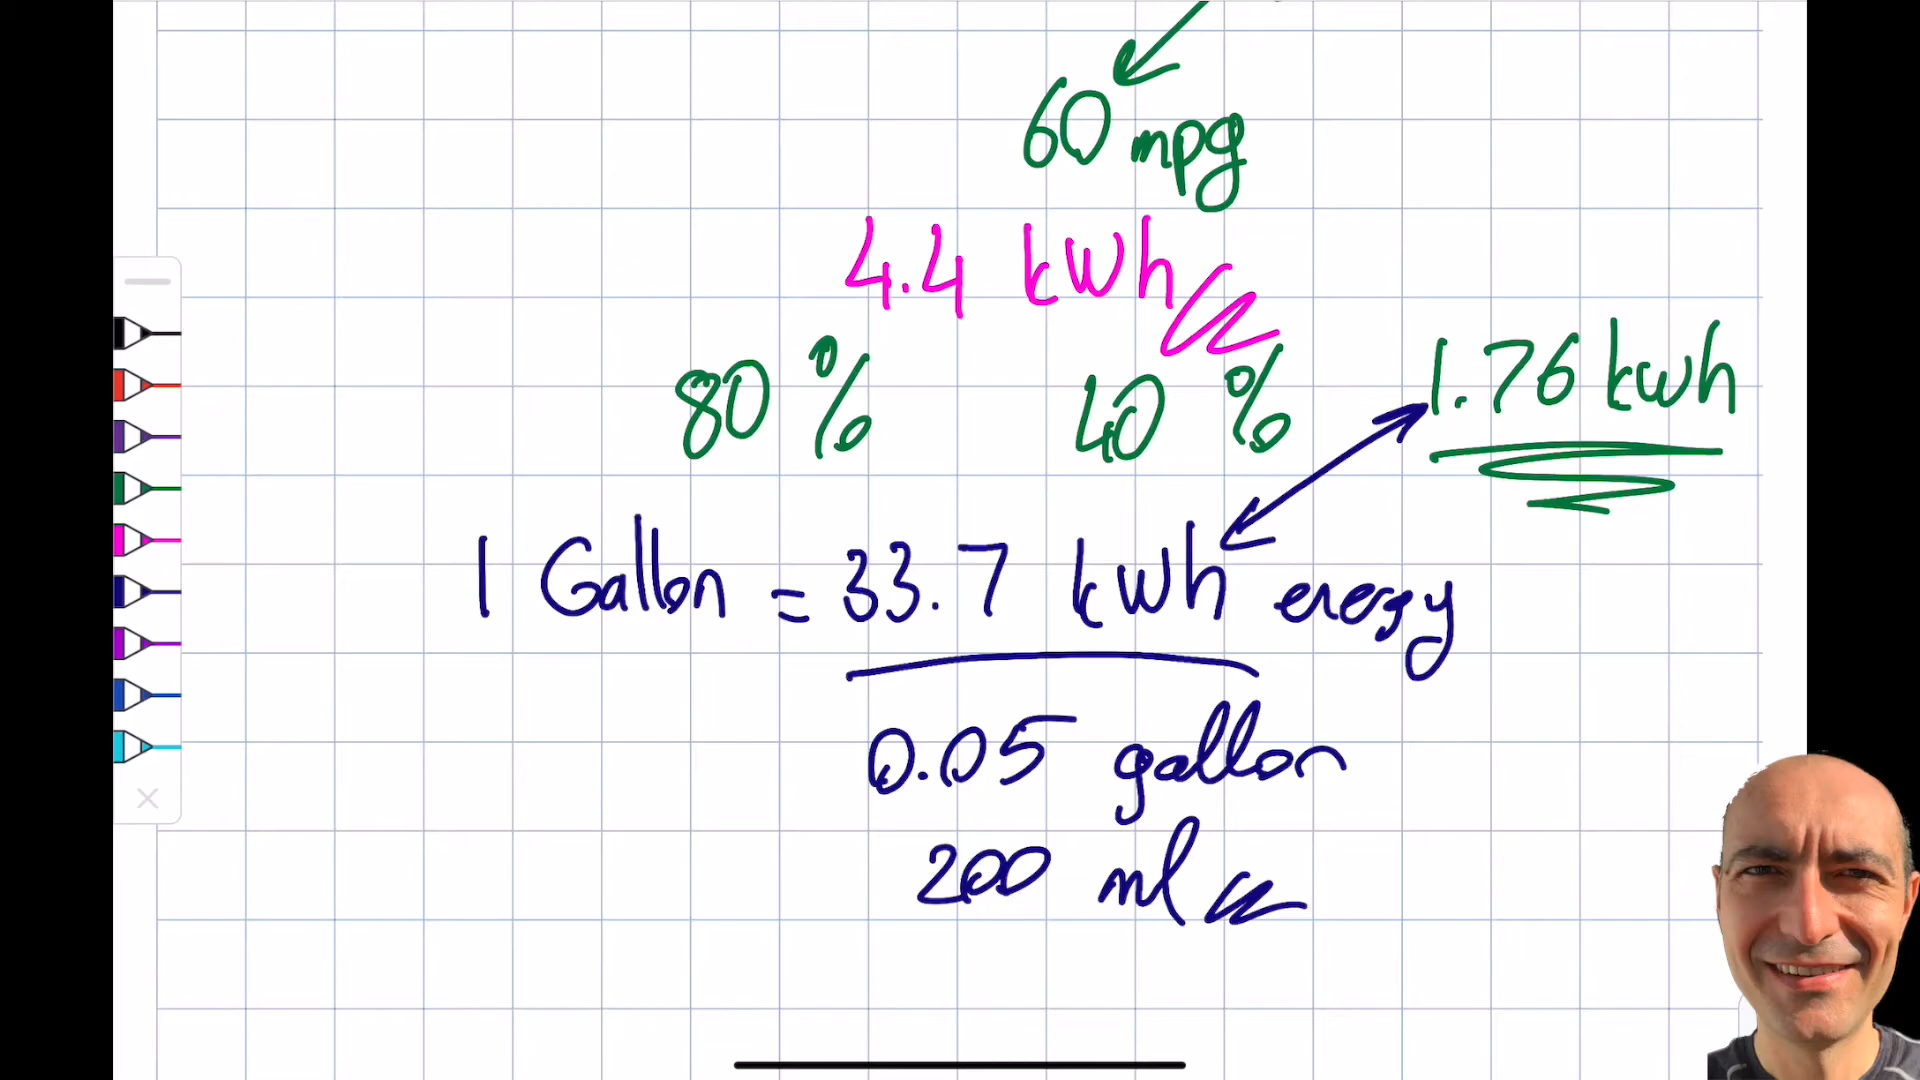 60 mpg
4.4 kWh
80 % 40 % 1.76 kwh
1 Gallon = 33.7 kWh energy
0.05 gallon
200 ml